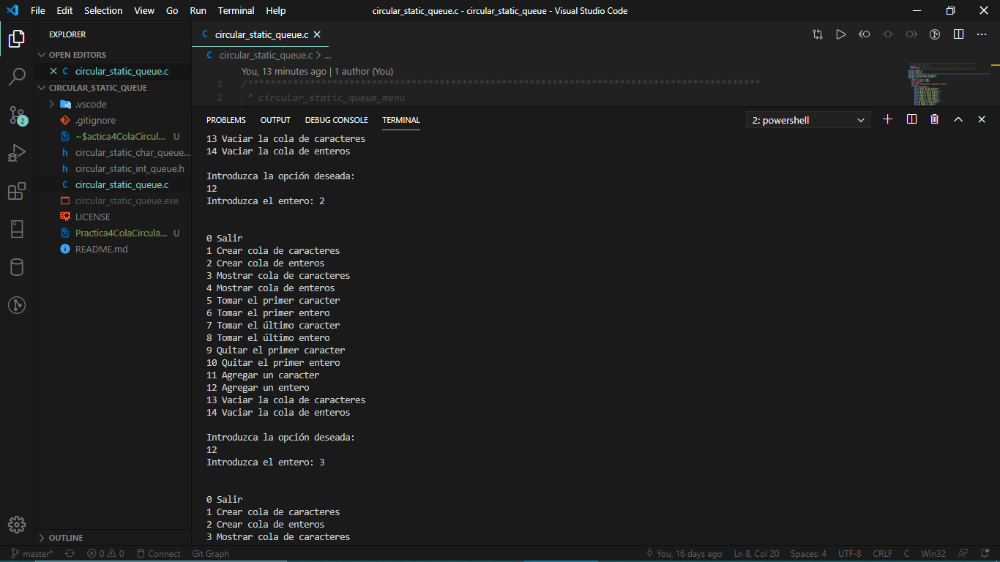 File Edit Selection View Go Run Terminal Help
circular_static_queue.c - circular_static_queue - Visual Studio Code
EXPLORER
OPEN EDITORS
circular_static_queue.c
CIRCULAR_STATIC_QUEUE
.vscode
.gitignore
~$actica4ColaCircul... U
circular_static_char_queue...
circular_static_int_queue.h
circular_static_queue.c
circular_static_queue.exe
LICENSE
Practica4ColaCircula... U
README.md
OUTLINE
2
circular_static_queue.c
circular_static_queue.c > ...
You, 13 minutes ago | 1 author (You)
2 * circular_static_queue_menu
PROBLEMS OUTPUT DEBUG CONSOLE TERMINAL
2: powershell
13 Vaciar la cola de caracteres
14 Vaciar la cola de enteros
Introduzca la opción deseada:
12
Introduzca el entero: 2
0 Salir
1 Crear cola de caracteres
2 Crear cola de enteros
3 Mostrar cola de caracteres
4 Mostrar cola de enteros
5 Tomar el primer caracter
6 Tomar el primer entero
7 Tomar el último caracter
8 Tomar el último entero
9 Quitar el primer caracter
10 Quitar el primer entero
11 Agregar un caracter
12 Agregar un entero
13 Vaciar la cola de caracteres
14 Vaciar la cola de enteros
Introduzca la opción deseada:
12
Introduzca el entero: 3
0 Salir
1 Crear cola de caracteres
2 Crear cola de enteros
3 Mostrar cola de caracteres
master* 0 0 Connect Git Graph You, 16 days ago Ln 8, Col 20 Spaces: 4 UTF-8 CRLF C Win32